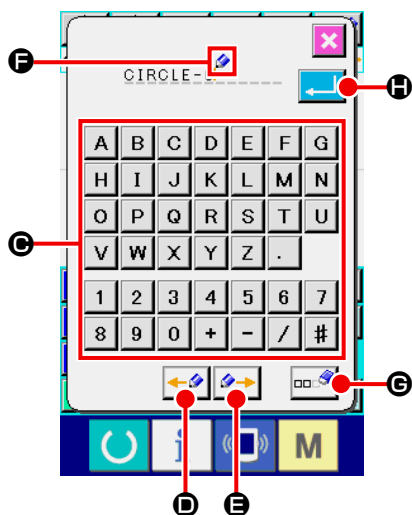 F
CIRCLE-
H
A B C D E F G
H I J K L M N
O P Q R S T U
C
V W X Y Z .
1 2 3 4 5 6 7
8 9 0 + - / #
G
i M
D E